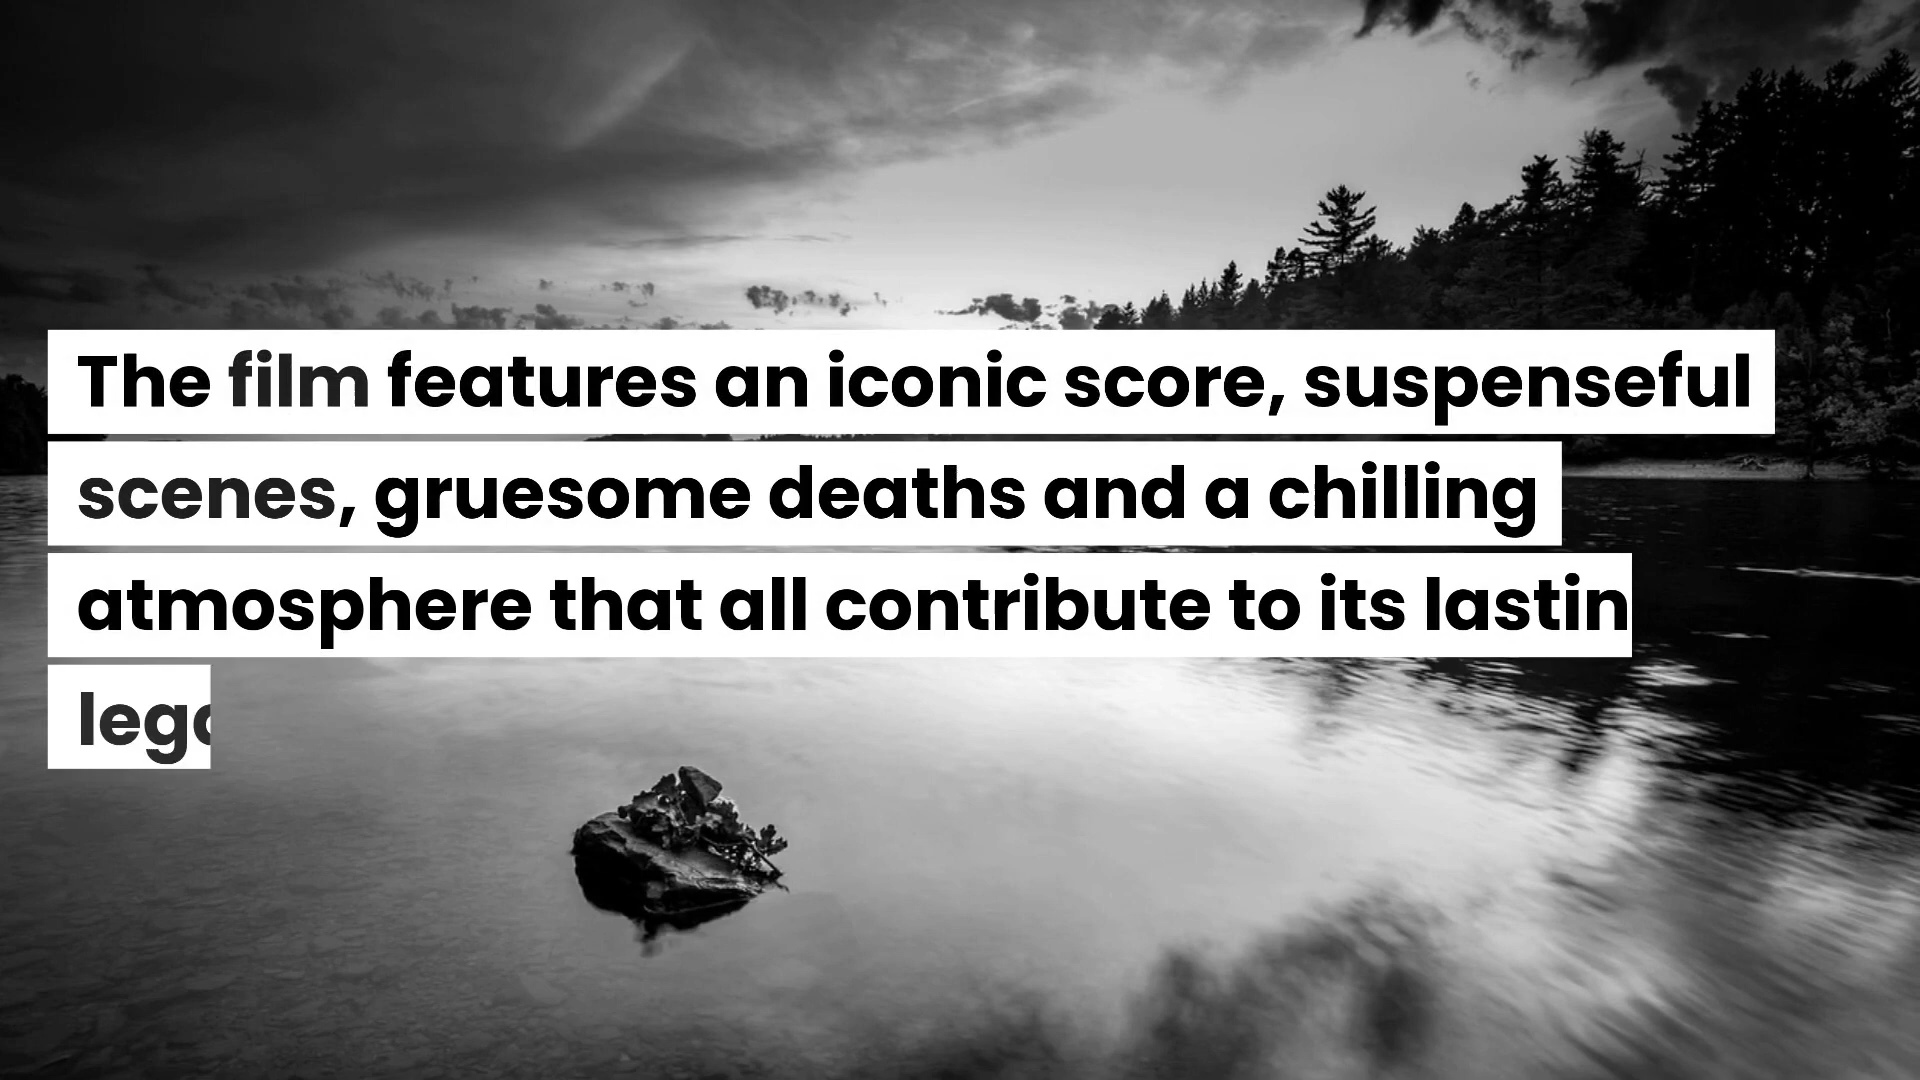 The film features an iconic score, suspenseful
scenes, gruesome deaths and a chilling
atmosphere that all contribute to its lastin
leg